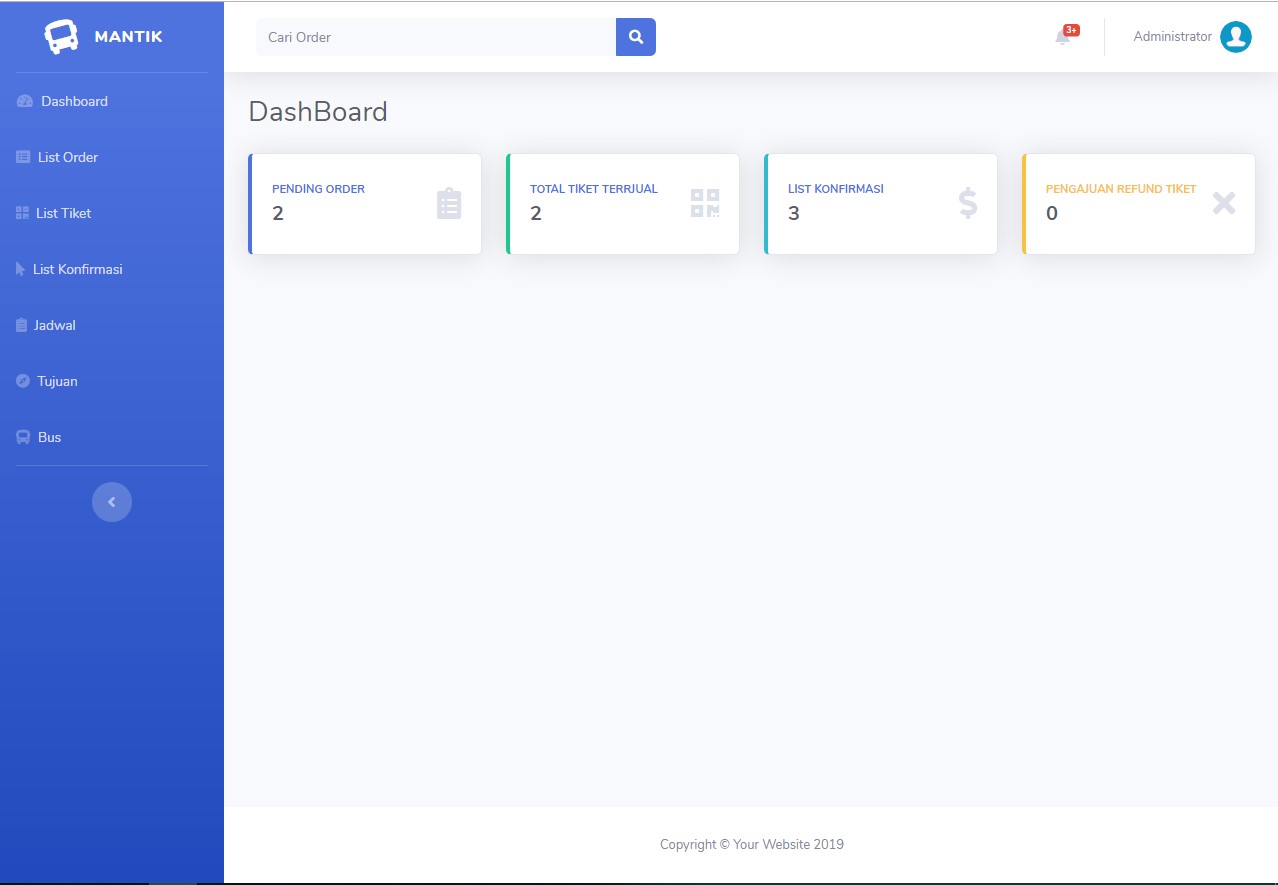 MANTIK
Cari Order
3+
Administrator
Dashboard
List Order
List Tiket
List Konfirmasi
Jadwal
Tujuan
Bus
DashBoard
PENDING ORDER
2
TOTAL TIKET TERRJUAL
2
LIST KONFIRMASI
3
PENGAJUAN REFUND TIKET
0
Copyright © Your Website 2019